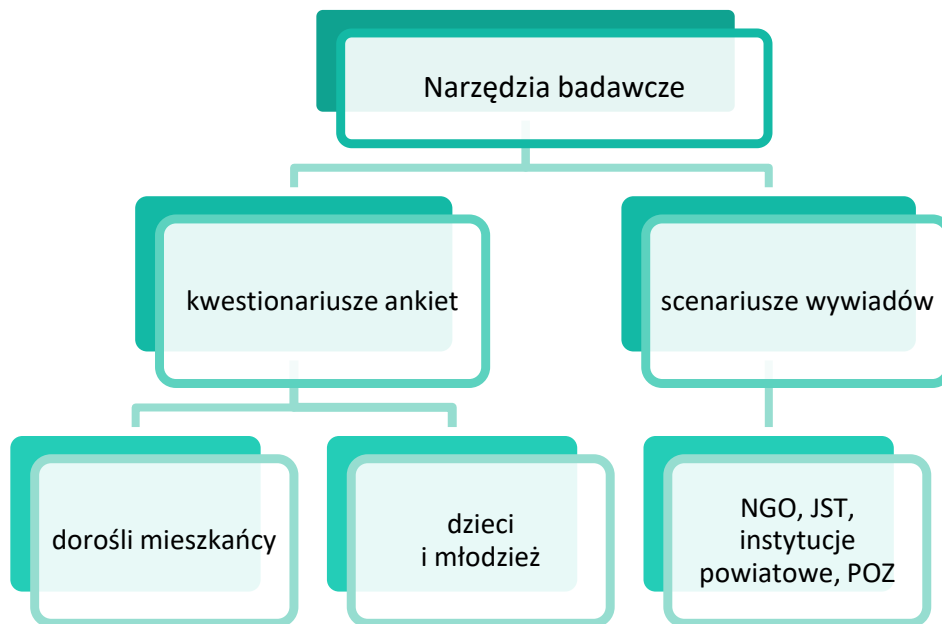 Narzędzia badawcze
kwestionariusze ankiet
scenariusze wywiadów
dorośli mieszkańcy
dzieci
i młodzież
NGO, JST,
instytucje
powiatowe, POZ